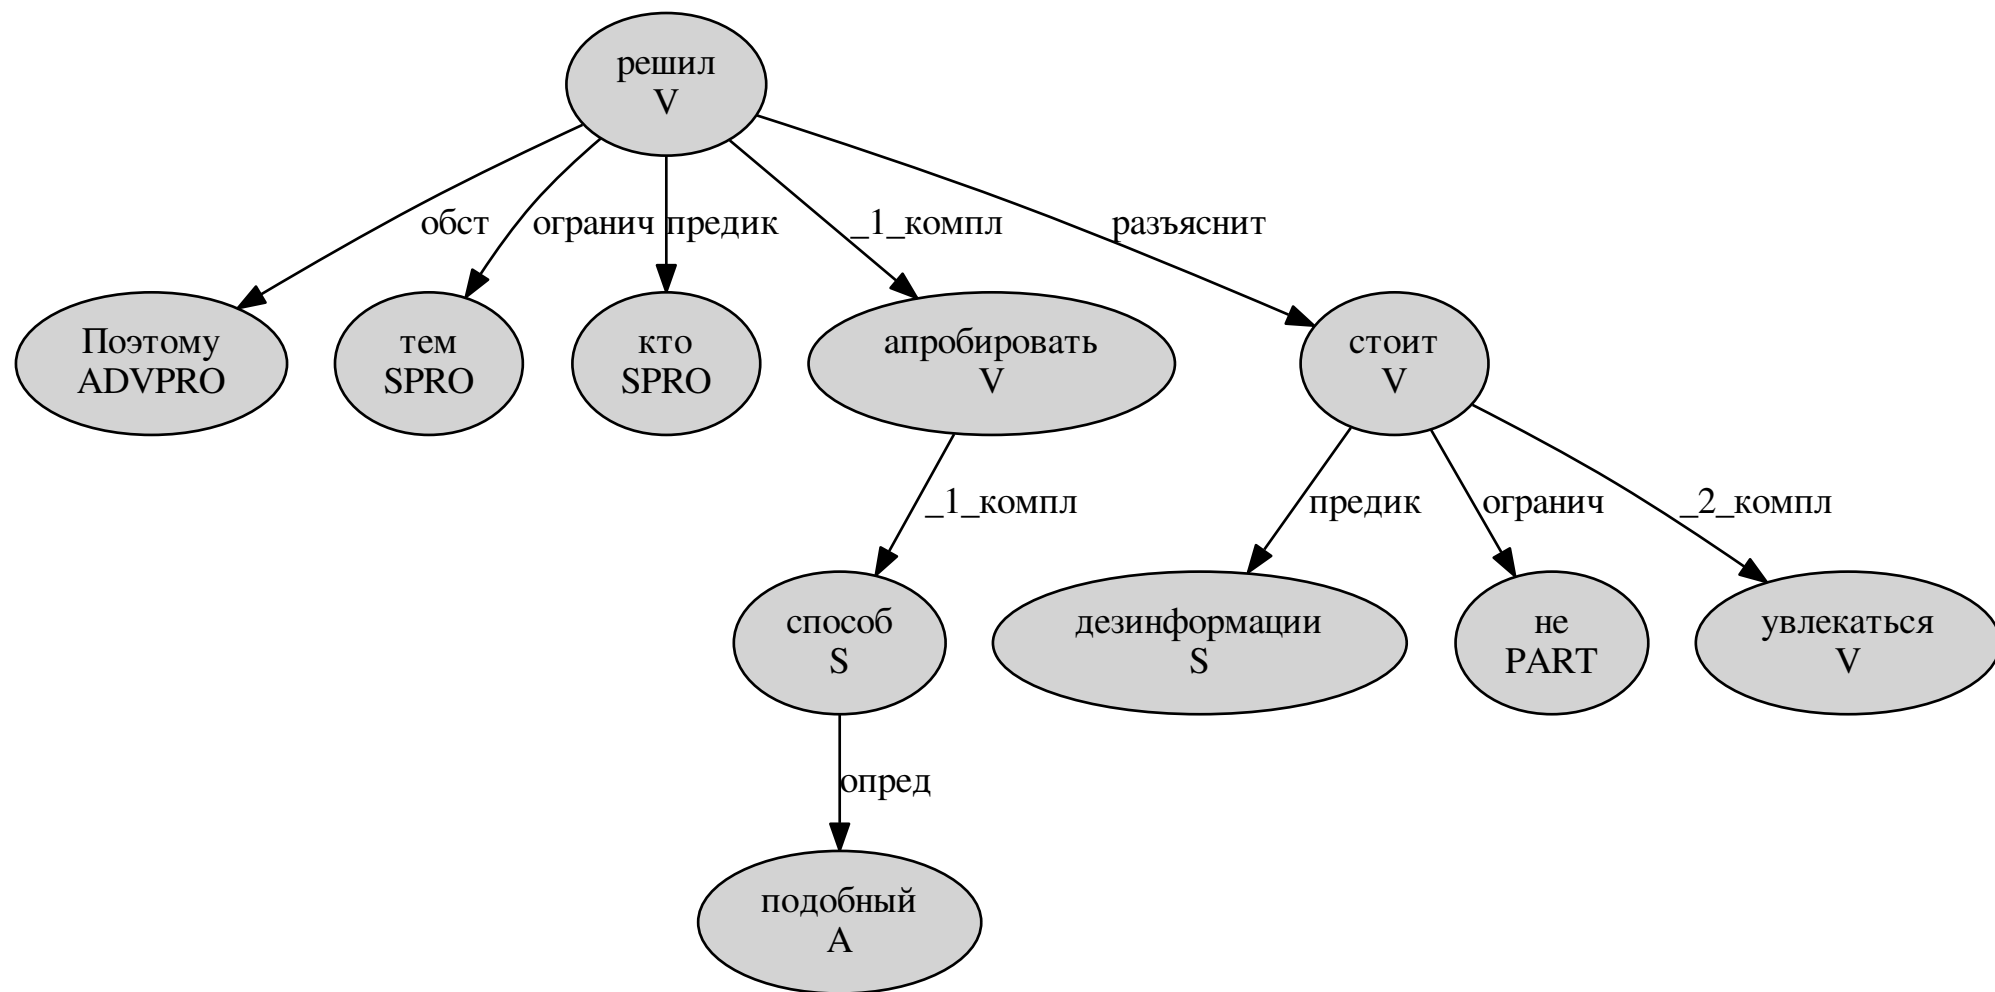 решил
V
обст
огранич
предик
_1_компл
разъяснит
Поэтому
ADVPRO
тем
SPRO
кто
SPRO
апробировать
V
стоит
V
_1_компл
предик
огранич
_2_компл
способ
S
дезинформации
S
не
PART
увлекаться
V
опред
подобный
A